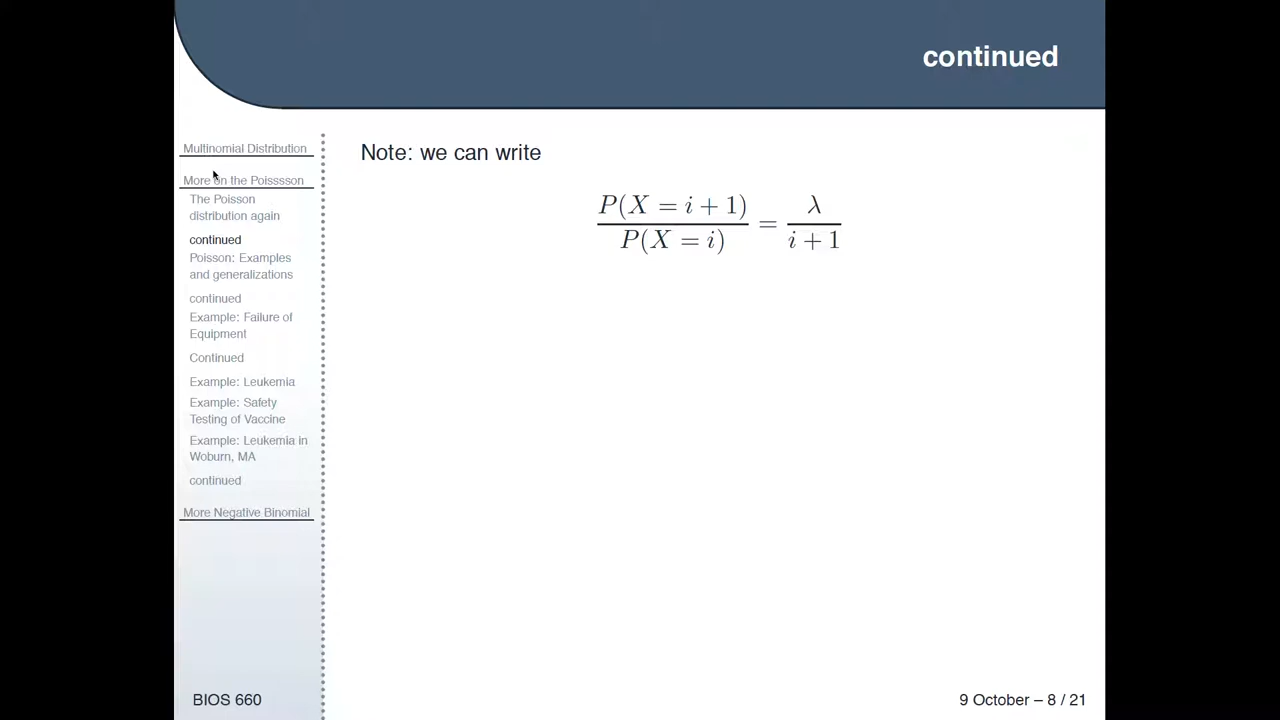 continued
Multinomial Distribution
More on the Poisssson
The Poisson
distribution again
continued
Poisson: Examples
and generalizations
continued
Example: Failure of
Equipment
Continued
Example: Leukemia
Example: Safety
Testing of Vaccine
Example: Leukemia in
Woburn, MA
continued
More Negative Binomial
Note: we can write
P(X = i + 1) / P(X = i) = λ / i + 1
BIOS 660
9 October – 8 / 21